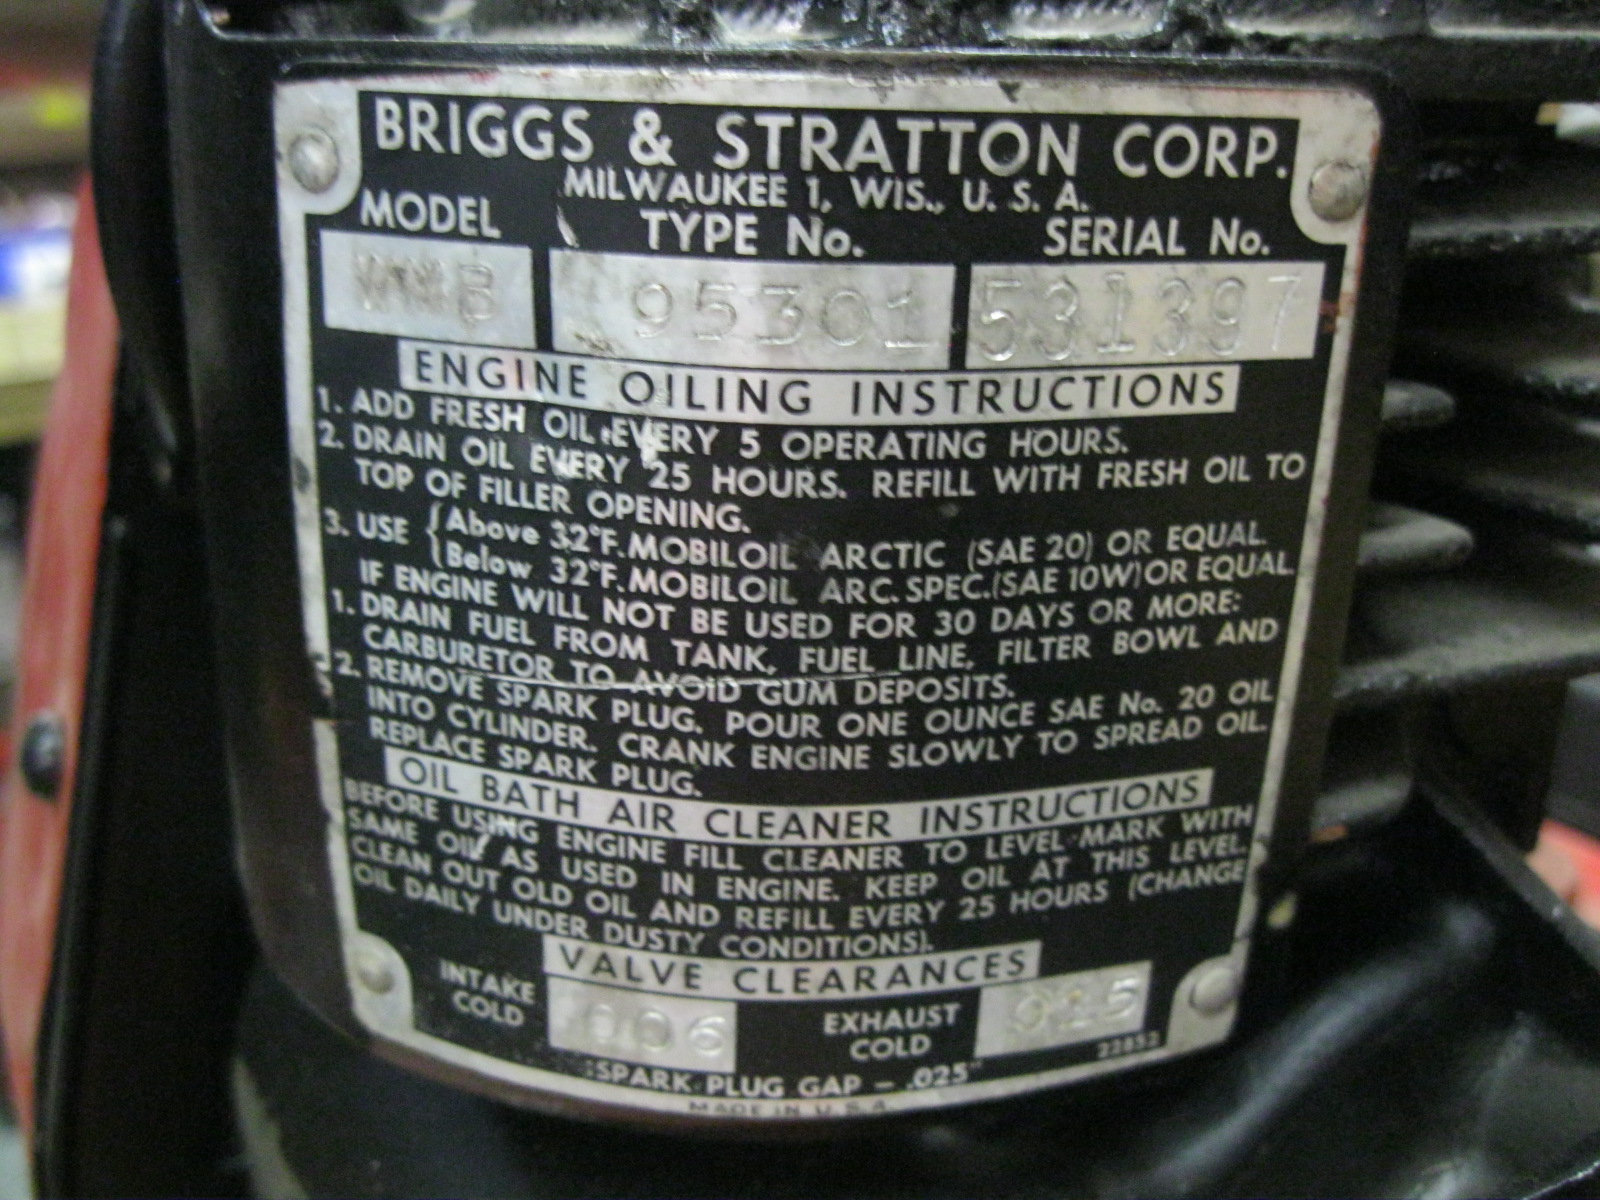 BRIGGS & STRATTON CORP.
MILWAUKEE 1, WIS., U. S. A.
MODEL TYPE No. SERIAL No.
B 95301 531397
ENGINE OILING INSTRUCTIONS
1. ADD FRESH OIL EVERY 5 OPERATING HOURS.
2. DRAIN OIL EVERY 25 HOURS. REFILL WITH FRESH OIL TO
TOP OF FILLER OPENING.
3. USE { Above 32°F. MOBILOIL ARCTIC (SAE 20) OR EQUAL.
{ Below 32°F. MOBILOIL ARC. SPEC. (SAE 10W) OR EQUAL
IF ENGINE WILL NOT BE USED FOR 30 DAYS OR MORE:
1. DRAIN FUEL FROM TANK, FUEL LINE, FILTER BOWL AND
CARBURETOR TO AVOID GUM DEPOSITS.
2. REMOVE SPARK PLUG. POUR ONE OUNCE SAE No. 20 OIL
INTO CYLINDER. CRANK ENGINE SLOWLY TO SPREAD OIL.
REPLACE SPARK PLUG.
OIL BATH AIR CLEANER INSTRUCTIONS
BEFORE USING ENGINE FILL CLEANER TO LEVEL MARK WITH
SAME OIL AS USED IN ENGINE. KEEP OIL AT THIS LEVEL.
CLEAN OUT OLD OIL AND REFILL EVERY 25 HOURS (CHANGE
OIL DAILY UNDER DUSTY CONDITIONS).
VALVE CLEARANCES
INTAKE COLD 006 EXHAUST COLD
SPARK PLUG GAP – .025"
MADE IN U.S.A.